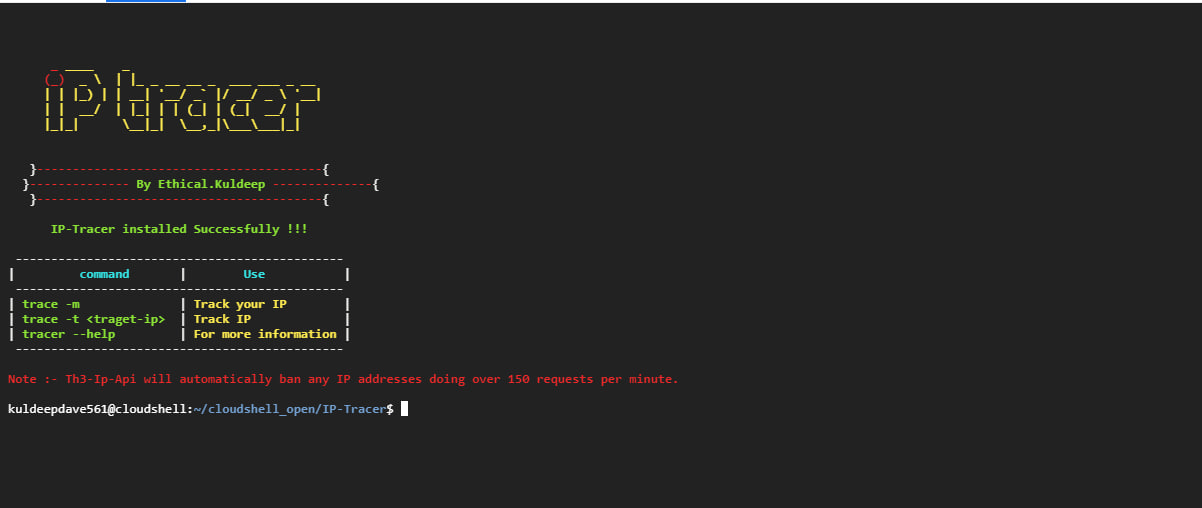 iP tracer
}----------------------------------------{
}-------------- By Ethical.Kuldeep --------------{
}----------------------------------------{
IP-Tracer installed Successfully !!!
----------------------------------------------
| command | Use |
----------------------------------------------
| trace -m | Track your IP |
| trace -t <traget-ip> | Track IP |
| tracer --help | For more information |
----------------------------------------------
Note :- Th3-Ip-Api will automatically ban any IP addresses doing over 150 requests per minute.
kuldeepdave561@cloudshell:~/cloudshell_open/IP-Tracer$